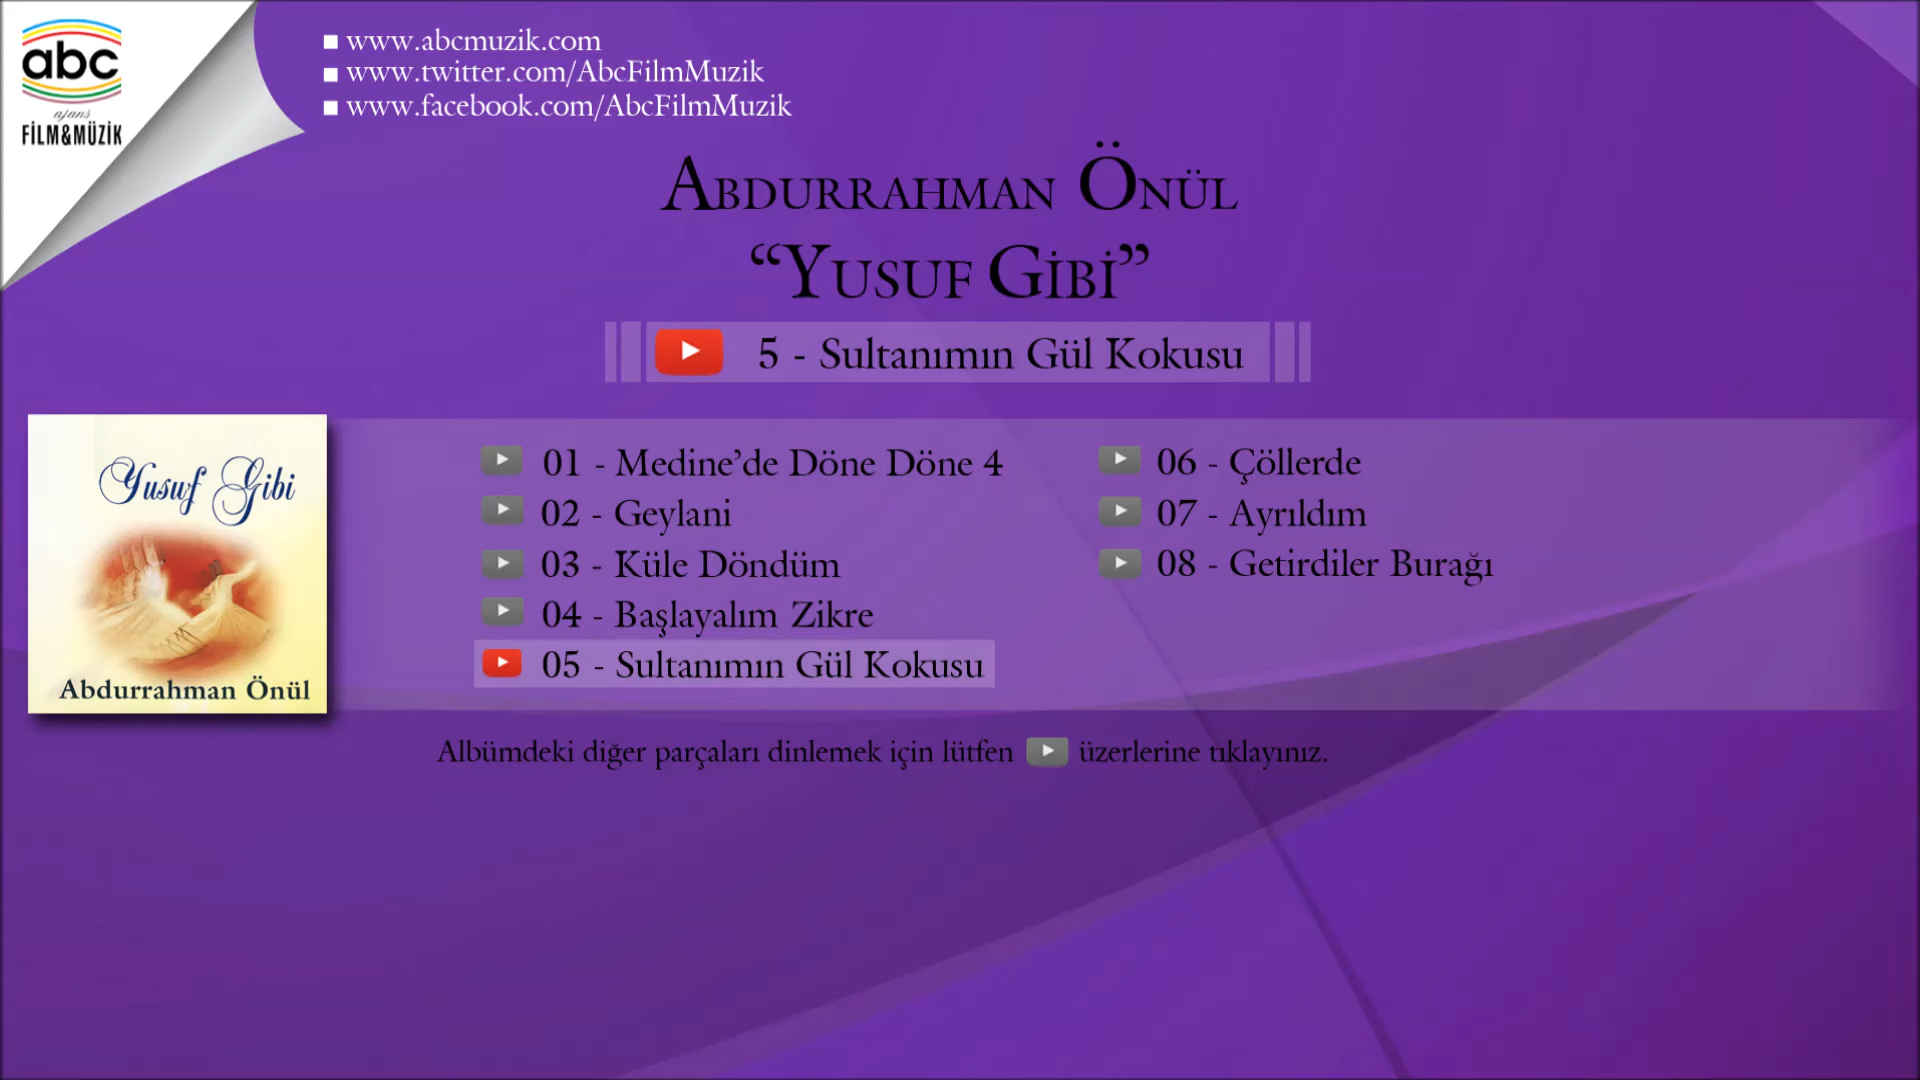 abc
ajans
FİLM&MÜZİK
www.abcmuzik.com
www.twitter.com/AbcFilmMuzik
www.facebook.com/AbcFilmMuzik
ABDURRAHMAN ÖNÜL
“YUSUF GİBİ”
5 - Sultanımın Gül Kokusu
Yusuf Gibi
Abdurrahman Önül
01 - Medine’de Döne Döne 4
02 - Geylani
03 - Küle Döndüm
04 - Başlayalım Zikre
05 - Sultanımın Gül Kokusu
06 - Çöllerde
07 - Ayrıldım
08 - Getirdiler Burağı
Albümdeki diğer parçaları dinlemek için lütfen üzerlerine tıklayınız.